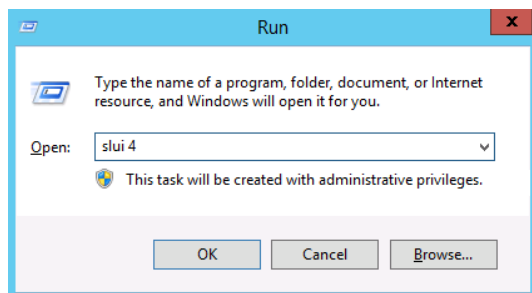 Run
x
Type the name of a program, folder, document, or Internet
resource, and Windows will open it for you.
Open: slui 4
This task will be created with administrative privileges.
OK Cancel Browse...